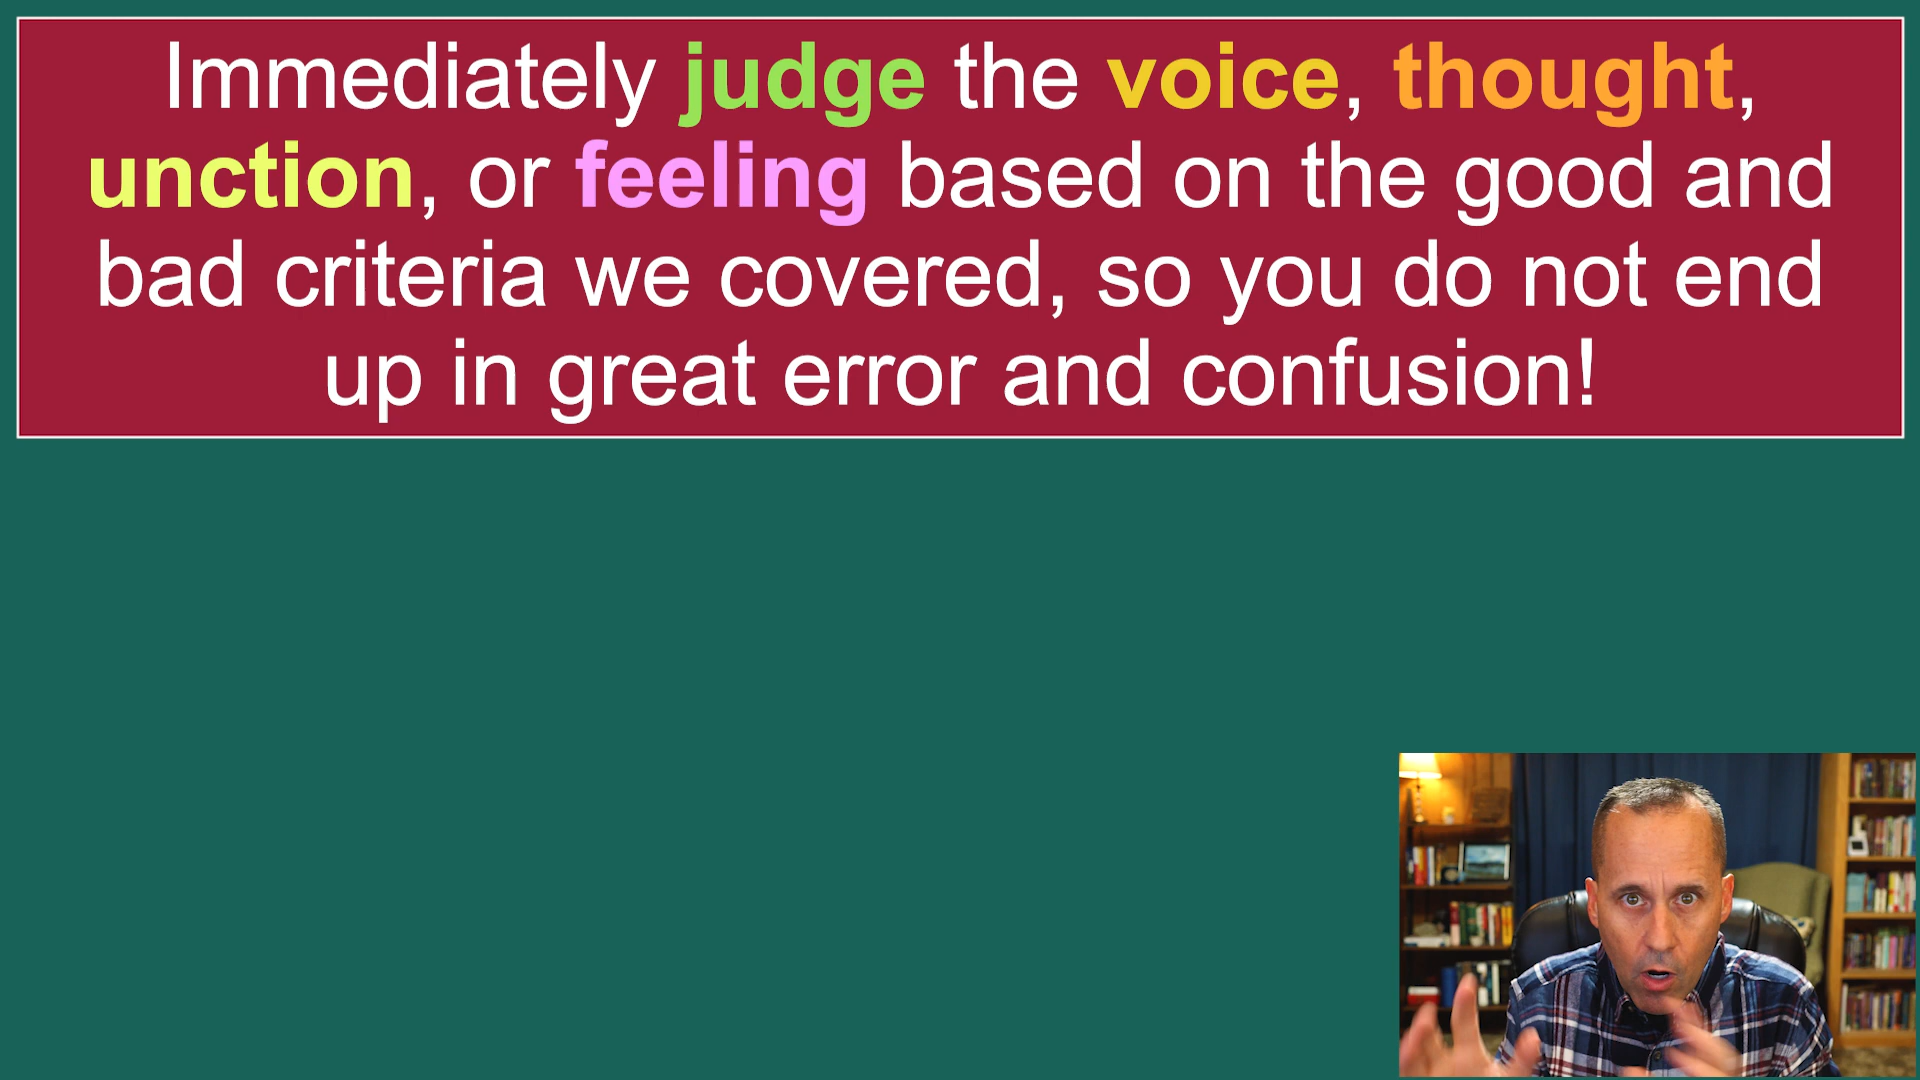 Immediately judge the voice, thought,
unction, or feeling based on the good and
bad criteria we covered, so you do not end
up in great error and confusion!